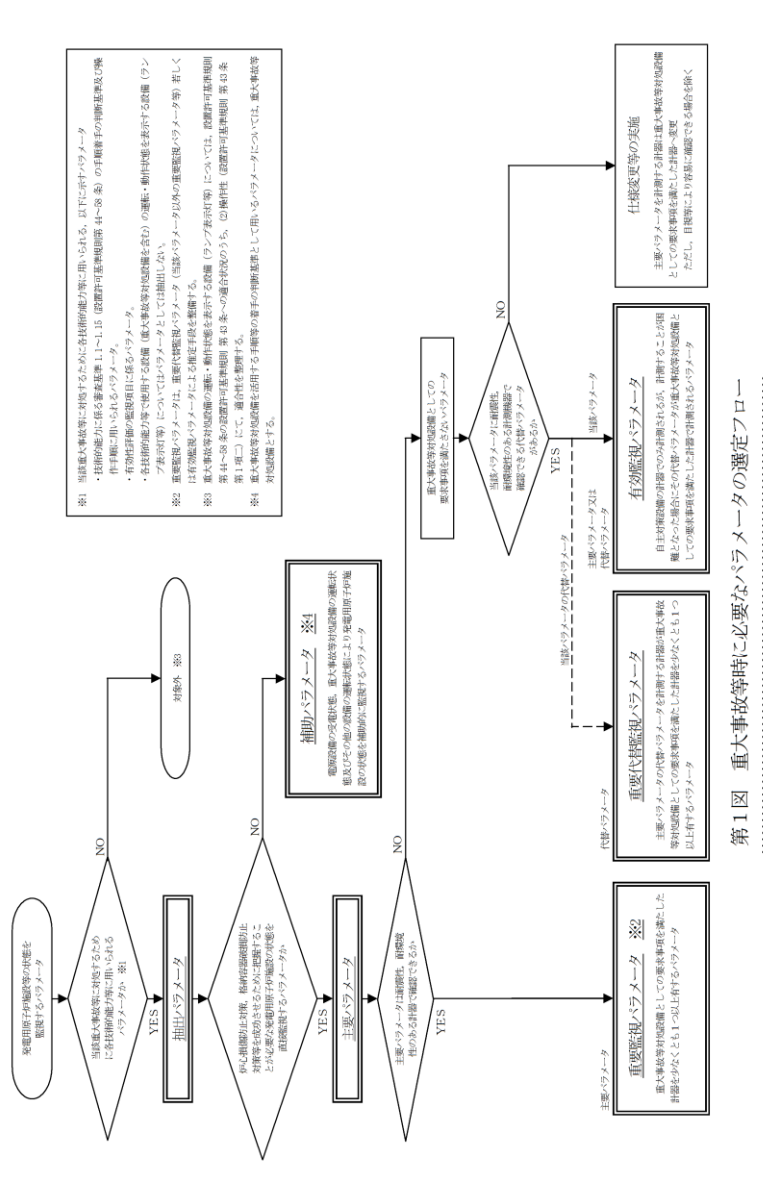 発電用原子炉施設等の状態を
監視するパラメータ
当該重大事故等に対処するため
に各技術的能力等に用いられる
パラメータか　※1
NO
YES
対象外　※3
抽出パラメータ
炉心損傷防止対策，格納容器破損防止
対策等を成功させるために把握するこ
とが必要な発電用原子炉施設の状態を
直接監視するパラメータか
NO
YES
補助パラメータ　※4
電源設備の受電状態，重大事故等対処設備の運転状
態及びその他の設備の運転状態により発電用原子炉施
設の状態を補助的に監視するパラメータ
主要パラメータ
主要パラメータは耐震性，耐環境
性のある計器で確認できるか
NO
YES
重大事故等対処設備としての
要求事項を満たさないパラメータ
当該パラメータに耐震性，
耐環境性のある計測機器で
確認できる代替パラメータ
があるか
NO
YES
当該パラメータの代替パラメータ
主要パラメータ又は
代替パラメータ
当該パラメータ
主要パラメータ
重要監視パラメータ　※2
重大事故等対処設備としての要求事項を満たした
計器を少なくとも１つ以上有するパラメータ
代替パラメータ
重要代替監視パラメータ
主要パラメータの代替パラメータを計測する計器が重大事故
等対処設備としての要求事項を満たした計器を少なくとも１つ
以上有するパラメータ
有効監視パラメータ
自主対策設備の計器でのみ計測されるが，計測することが困
難となった場合にその代替パラメータが重大事故等対処設備と
しての要求事項を満たした計器で計測されるパラメータ
仕様変更等の実施
主要パラメータを計測する計器は重大事故等対処設備
としての要求事項を満たした計器へ変更
ただし，目視等により容易に確認できる場合を除く
※1　当該重大事故等に対処するために各技術的能力等に用いられる，以下に示すパラメータ
・技術的能力に係る審査基準 1.1～1.15（設置許可基準規則第 44～58 条）の手順着手の判断基準及び操
作手順に用いられるパラメータ。
・有効性評価の監視項目に係るパラメータ。
・各技術的能力等で使用する設備（重大事故等対処設備を含む）の運転・動作状態を表示する設備（ラン
プ表示灯等）についてはパラメータとしては抽出しない。
※2　重要監視パラメータは，重要代替監視パラメータ（当該パラメータ以外の重要監視パラメータ等）若しく
は有効監視パラメータによる推定手段を整備する。
※3　重大事故等対処設備の運転・動作状態を表示する設備（ランプ表示灯等）については，設置許可基準規則
第 44～58 条の設置許可基準規則 第 43 条への適合状況のうち，(2)操作性（設置許可基準規則 第 43 条
第 1 項二）にて，適合性を整理する。
※4　重大事故等対処設備を活用する手順等の着手の判断基準として用いるパラメータについては，重大事故等
対処設備とする。
第１図　重大事故等時に必要なパラメータの選定フロー